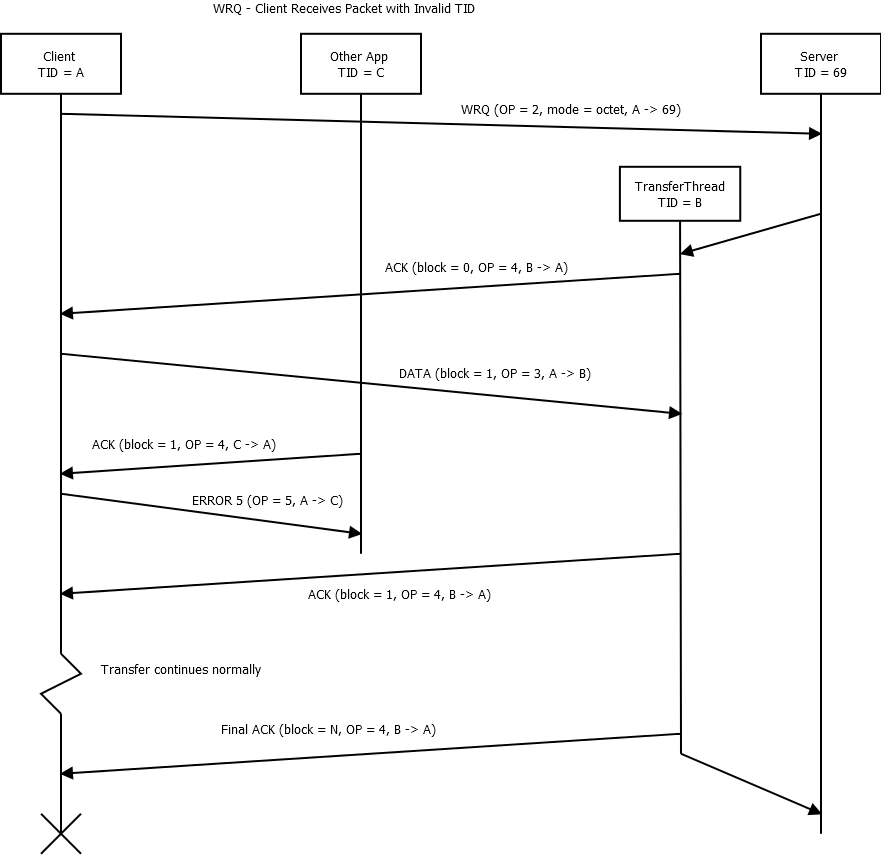 WRQ - Client Receives Packet with Invalid TID
Client
TID = A
Other App
TID = C
Server
TID = 69
WRQ (OP = 2, mode = octet, A -> 69)
TransferThread
TID = B
ACK (block = 0, OP = 4, B -> A)
DATA (block = 1, OP = 3, A -> B)
ACK (block = 1, OP = 4, C -> A)
ERROR 5 (OP = 5, A -> C)
ACK (block = 1, OP = 4, B -> A)
Transfer continues normally
Final ACK (block = N, OP = 4, B -> A)